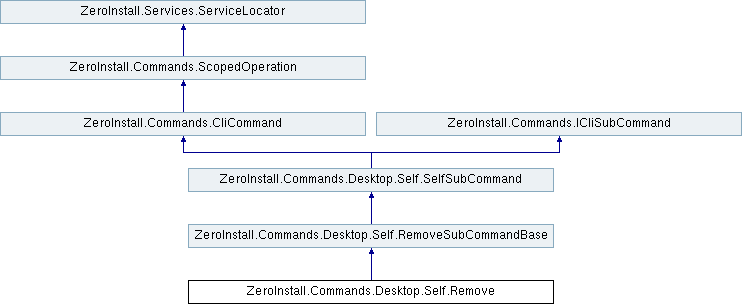 ZeroInstall.Services.ServiceLocator
ZeroInstall.Commands.ScopedOperation
ZeroInstall.Commands.CliCommand
ZeroInstall.Commands.ICliSubCommand
ZeroInstall.Commands.Desktop.Self.SelfSubCommand
ZeroInstall.Commands.Desktop.Self.RemoveSubCommandBase
ZeroInstall.Commands.Desktop.Self.Remove